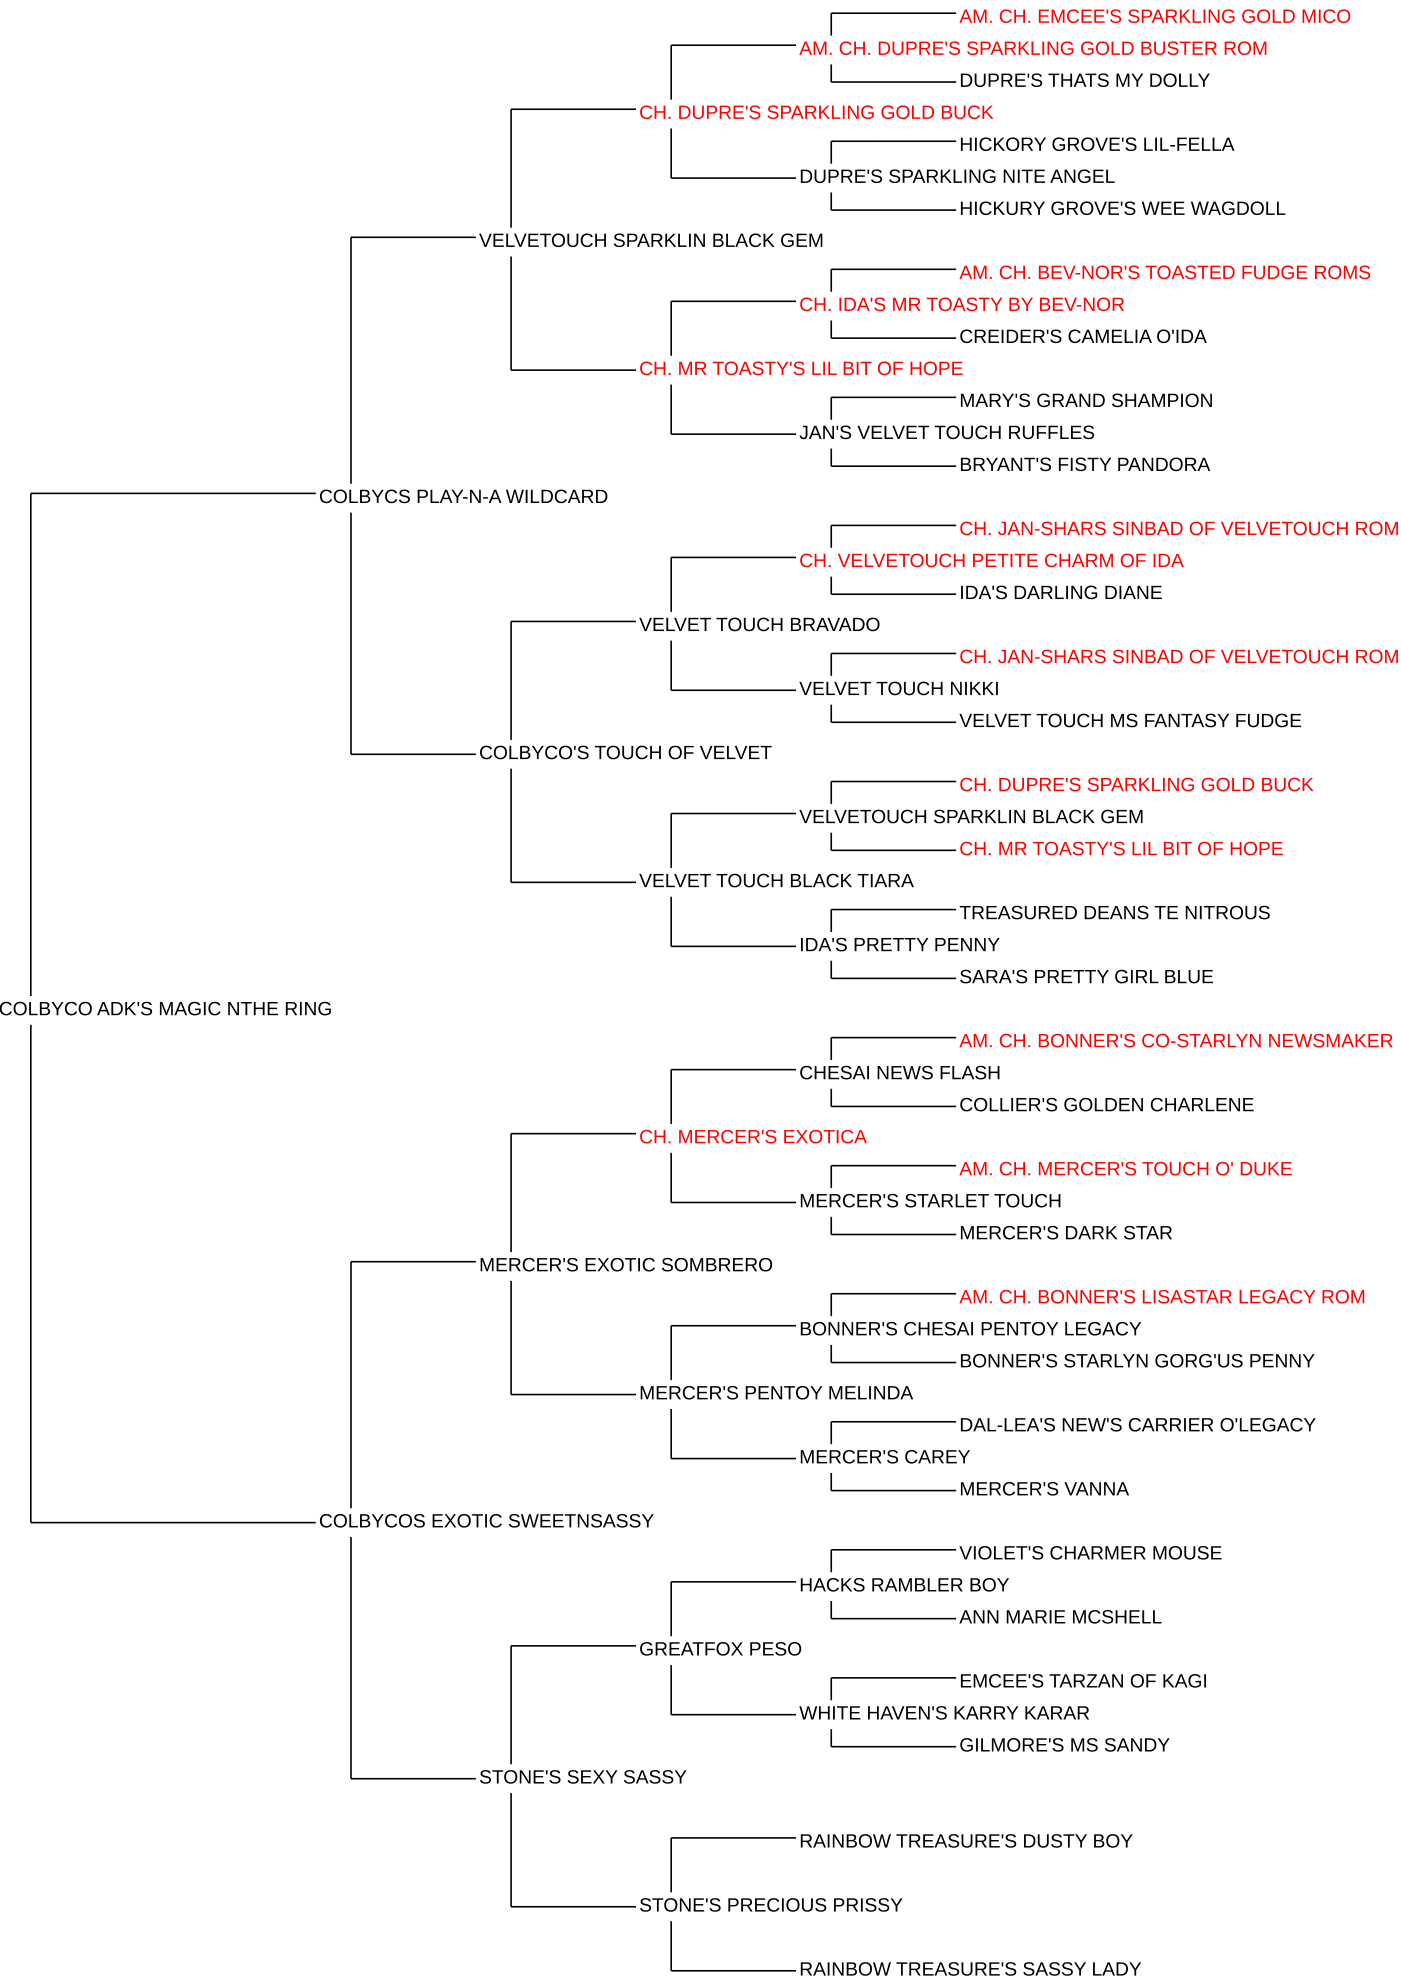 AM. CH. EMCEE'S SPARKLING GOLD MICO
AM. CH. DUPRE'S SPARKLING GOLD BUSTER ROM
DUPRE'S THATS MY DOLLY
CH. DUPRE'S SPARKLING GOLD BUCK
HICKORY GROVE'S LIL-FELLA
DUPRE'S SPARKLING NITE ANGEL
HICKURY GROVE'S WEE WAGDOLL
VELVETOUCH SPARKLIN BLACK GEM
AM. CH. BEV-NOR'S TOASTED FUDGE ROMS
CH. IDA'S MR TOASTY BY BEV-NOR
CREIDER'S CAMELIA O'IDA
CH. MR TOASTY'S LIL BIT OF HOPE
MARY'S GRAND SHAMPION
JAN'S VELVET TOUCH RUFFLES
BRYANT'S FISTY PANDORA
COLBYCS PLAY-N-A WILDCARD
CH. JAN-SHARS SINBAD OF VELVETOUCH ROM
CH. VELVETOUCH PETITE CHARM OF IDA
IDA'S DARLING DIANE
VELVET TOUCH BRAVADO
CH. JAN-SHARS SINBAD OF VELVETOUCH ROM
VELVET TOUCH NIKKI
VELVET TOUCH MS FANTASY FUDGE
COLBYCO'S TOUCH OF VELVET
CH. DUPRE'S SPARKLING GOLD BUCK
VELVETOUCH SPARKLIN BLACK GEM
CH. MR TOASTY'S LIL BIT OF HOPE
VELVET TOUCH BLACK TIARA
TREASURED DEANS TE NITROUS
IDA'S PRETTY PENNY
SARA'S PRETTY GIRL BLUE
COLBYCO ADK'S MAGIC NTHE RING
AM. CH. BONNER'S CO-STARLYN NEWSMAKER
CHESAI NEWS FLASH
COLLIER'S GOLDEN CHARLENE
CH. MERCER'S EXOTICA
AM. CH. MERCER'S TOUCH O' DUKE
MERCER'S STARLET TOUCH
MERCER'S DARK STAR
MERCER'S EXOTIC SOMBRERO
AM. CH. BONNER'S LISASTAR LEGACY ROM
BONNER'S CHESAI PENTOY LEGACY
BONNER'S STARLYN GORG'US PENNY
MERCER'S PENTOY MELINDA
DAL-LEA'S NEW'S CARRIER O'LEGACY
MERCER'S CAREY
MERCER'S VANNA
COLBYCOS EXOTIC SWEETNSASSY
VIOLET'S CHARMER MOUSE
HACKS RAMBLER BOY
ANN MARIE MCSHELL
GREATFOX PESO
EMCEE'S TARZAN OF KAGI
WHITE HAVEN'S KARRY KARAR
GILMORE'S MS SANDY
STONE'S SEXY SASSY
RAINBOW TREASURE'S DUSTY BOY
STONE'S PRECIOUS PRISSY
RAINBOW TREASURE'S SASSY LADY